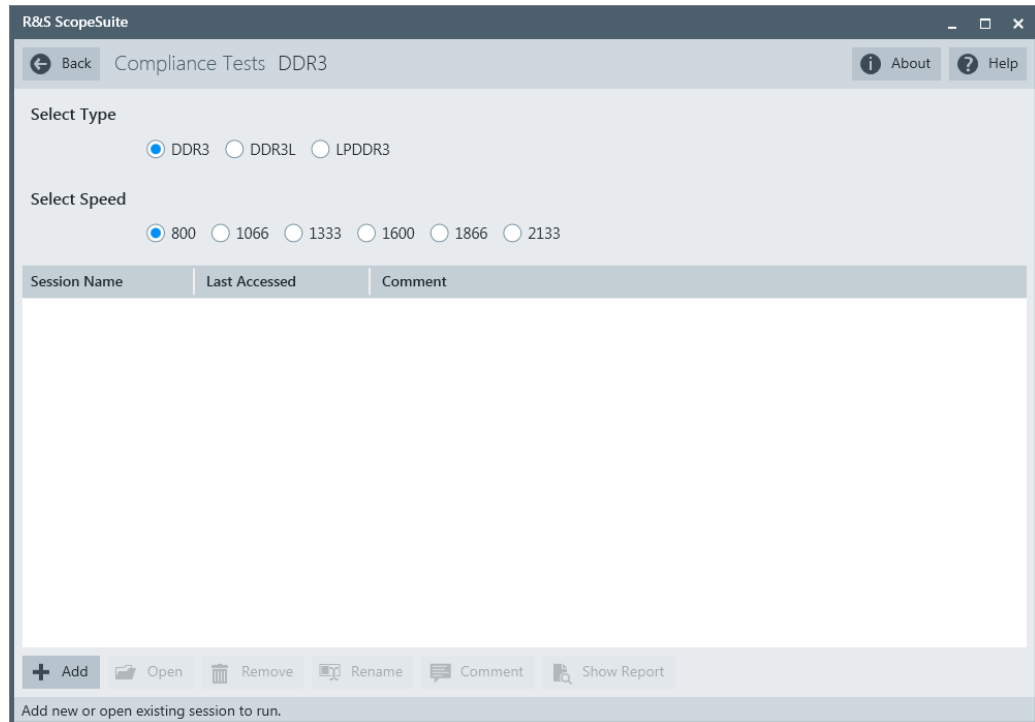 R&S ScopeSuite
Back Compliance Tests DDR3 About Help
Select Type
DDR3 DDR3L LPDDR3
Select Speed
800 1066 1333 1600 1866 2133
Session Name Last Accessed Comment
Add Open Remove Rename Comment Show Report
Add new or open existing session to run.